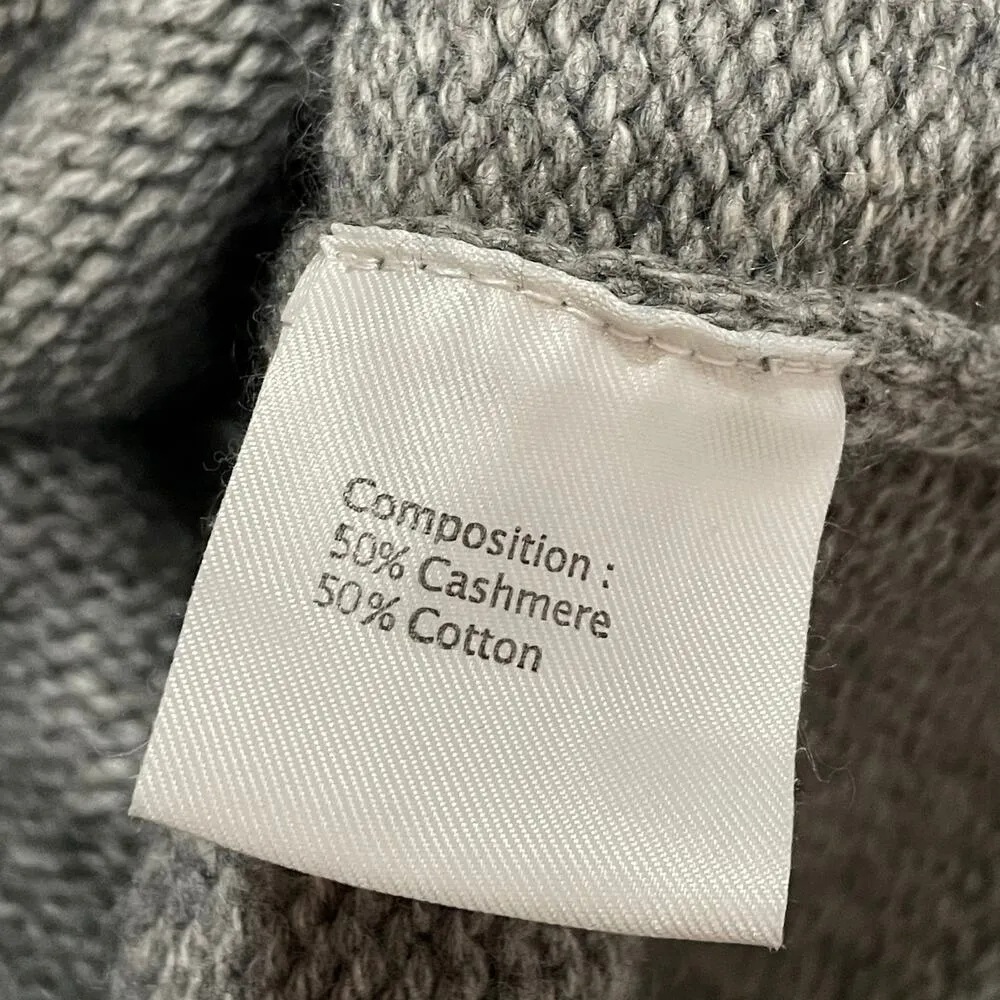 Composition :
50% Cashmere
50% Cotton